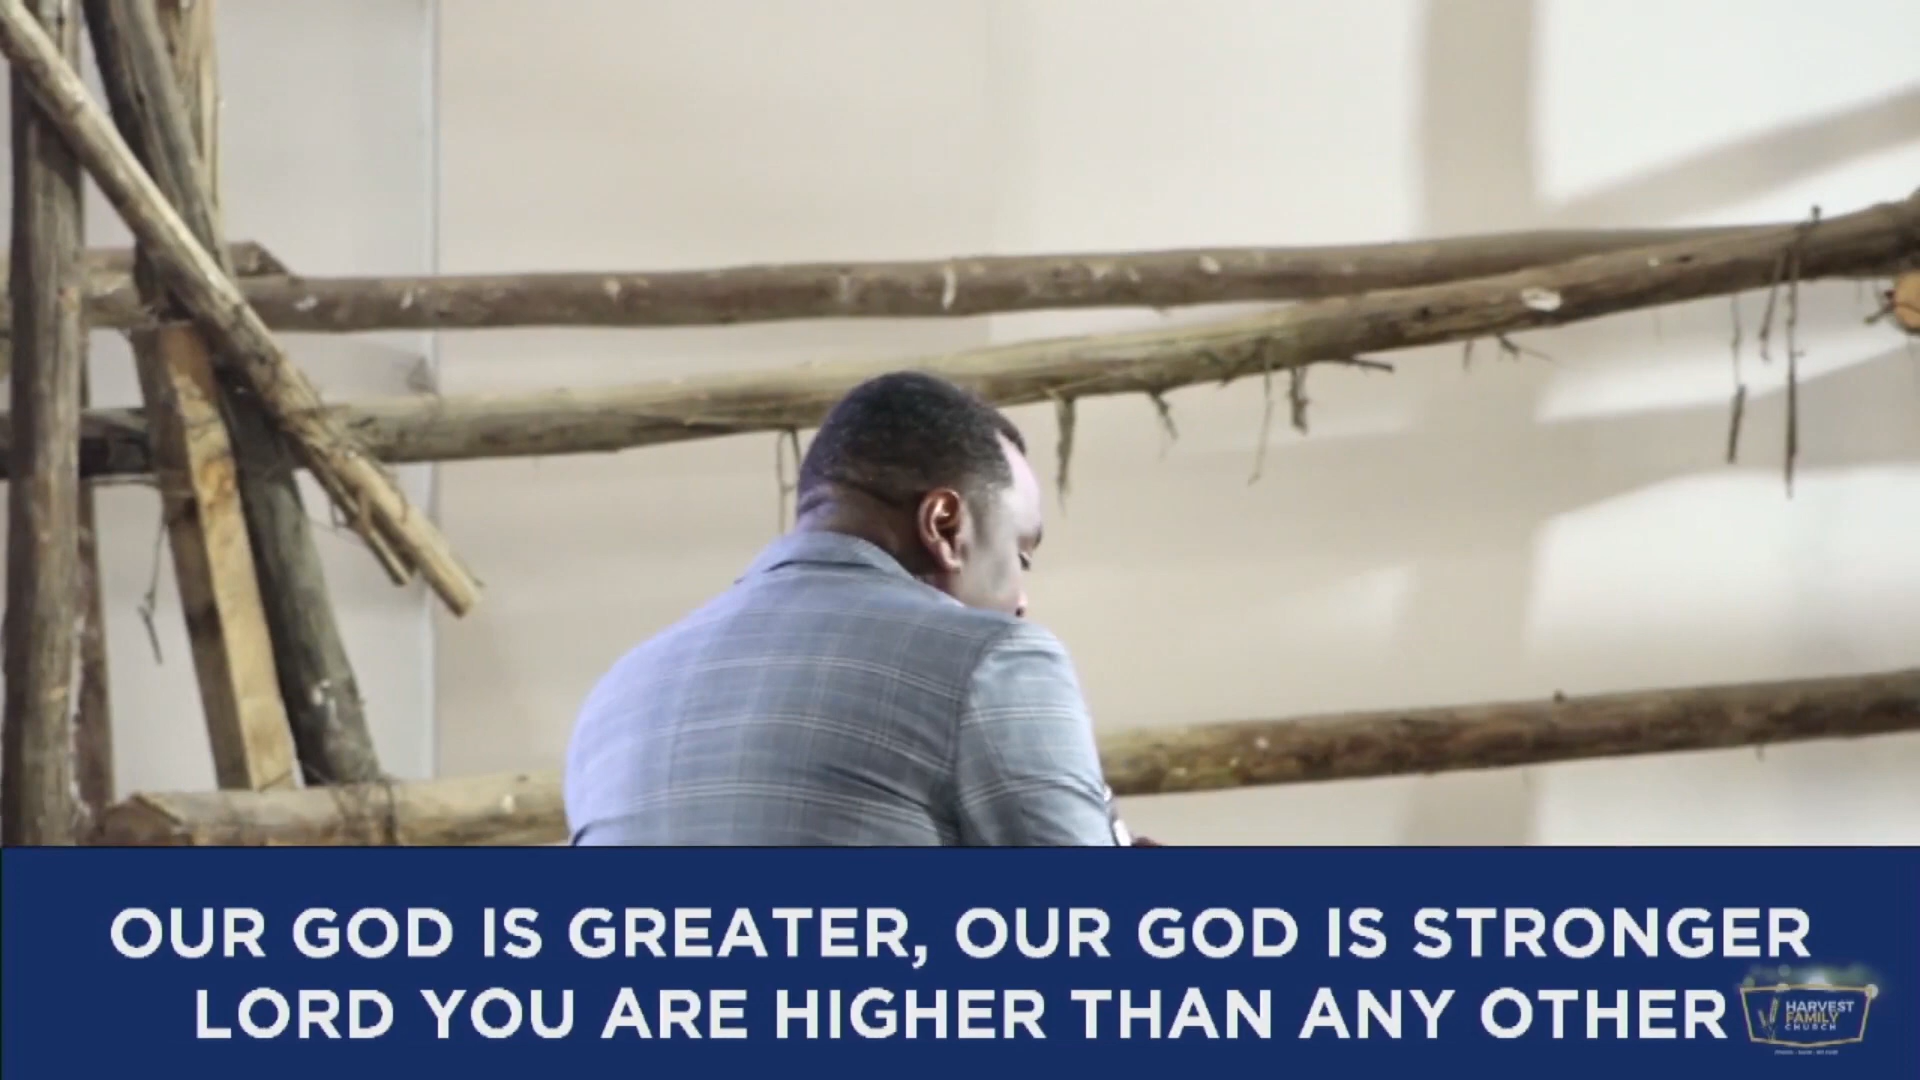 OUR GOD IS GREATER, OUR GOD IS STRONGER
LORD YOU ARE HIGHER THAN ANY OTHER
HARVEST
FAMILY
CHURCH